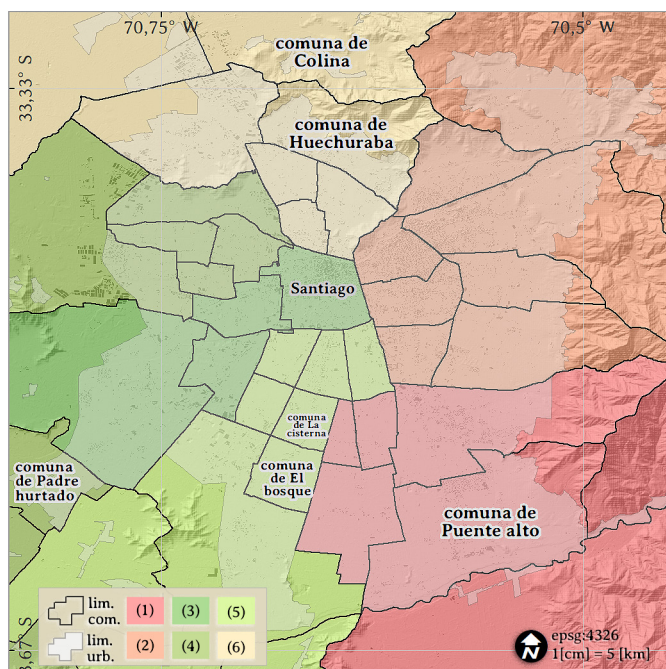 70,75° W
70,5° W
33,33° S
comuna de
Colina
comuna de
Huechuraba
Santiago
comuna
de La
cisterna
comuna
de Padre
hurtado
comuna
de El
bosque
comuna de
Puente alto
lim.
com.
(1)
(3)
(5)
lim.
urb.
(2)
(4)
(6)
N
epsg:4326
1[cm] = 5 [km]